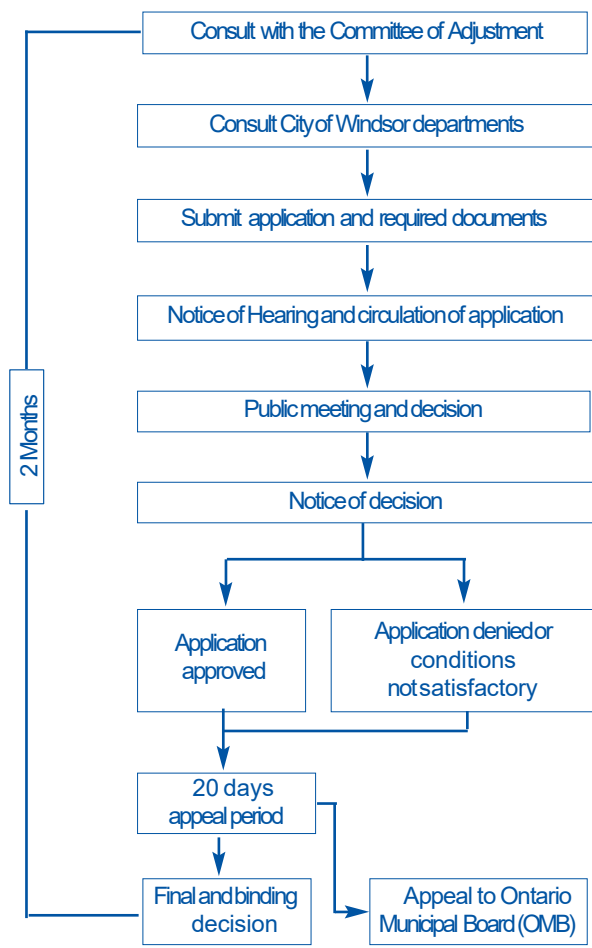 Consult with the Committee of Adjustment
Consult City of Windsor departments
Submit application and required documents
Notice of Hearing and circulation of application
2 Months
Public meeting and decision
Notice of decision
Application
approved
Application denied or
conditions
not satisfactory
20 days
appeal period
Final and binding
decision
Appeal to Ontario
Municipal Board (OMB)